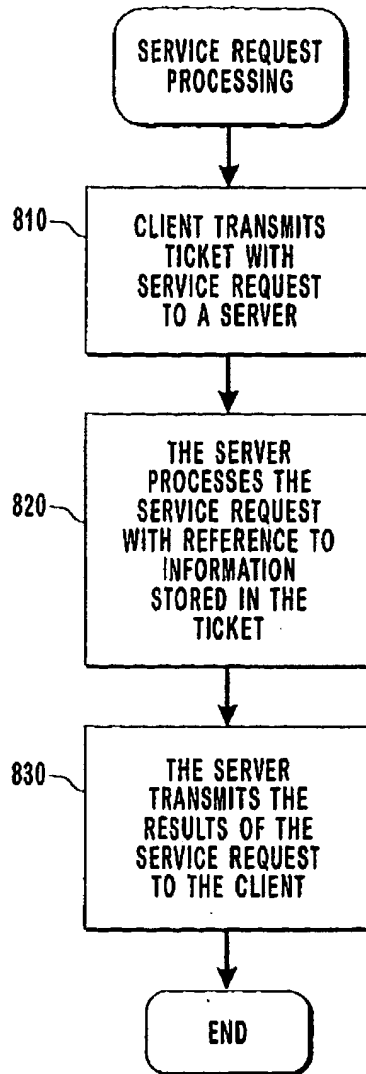 SERVICE REQUEST
PROCESSING
810
CLIENT TRANSMITS
TICKET WITH
SERVICE REQUEST
TO A SERVER
820
THE SERVER
PROCESSES THE
SERVICE REQUEST
WITH REFERENCE TO
INFORMATION
STORED IN THE
TICKET
830
THE SERVER
TRANSMITS THE
RESULTS OF THE
SERVICE REQUEST
TO THE CLIENT
END